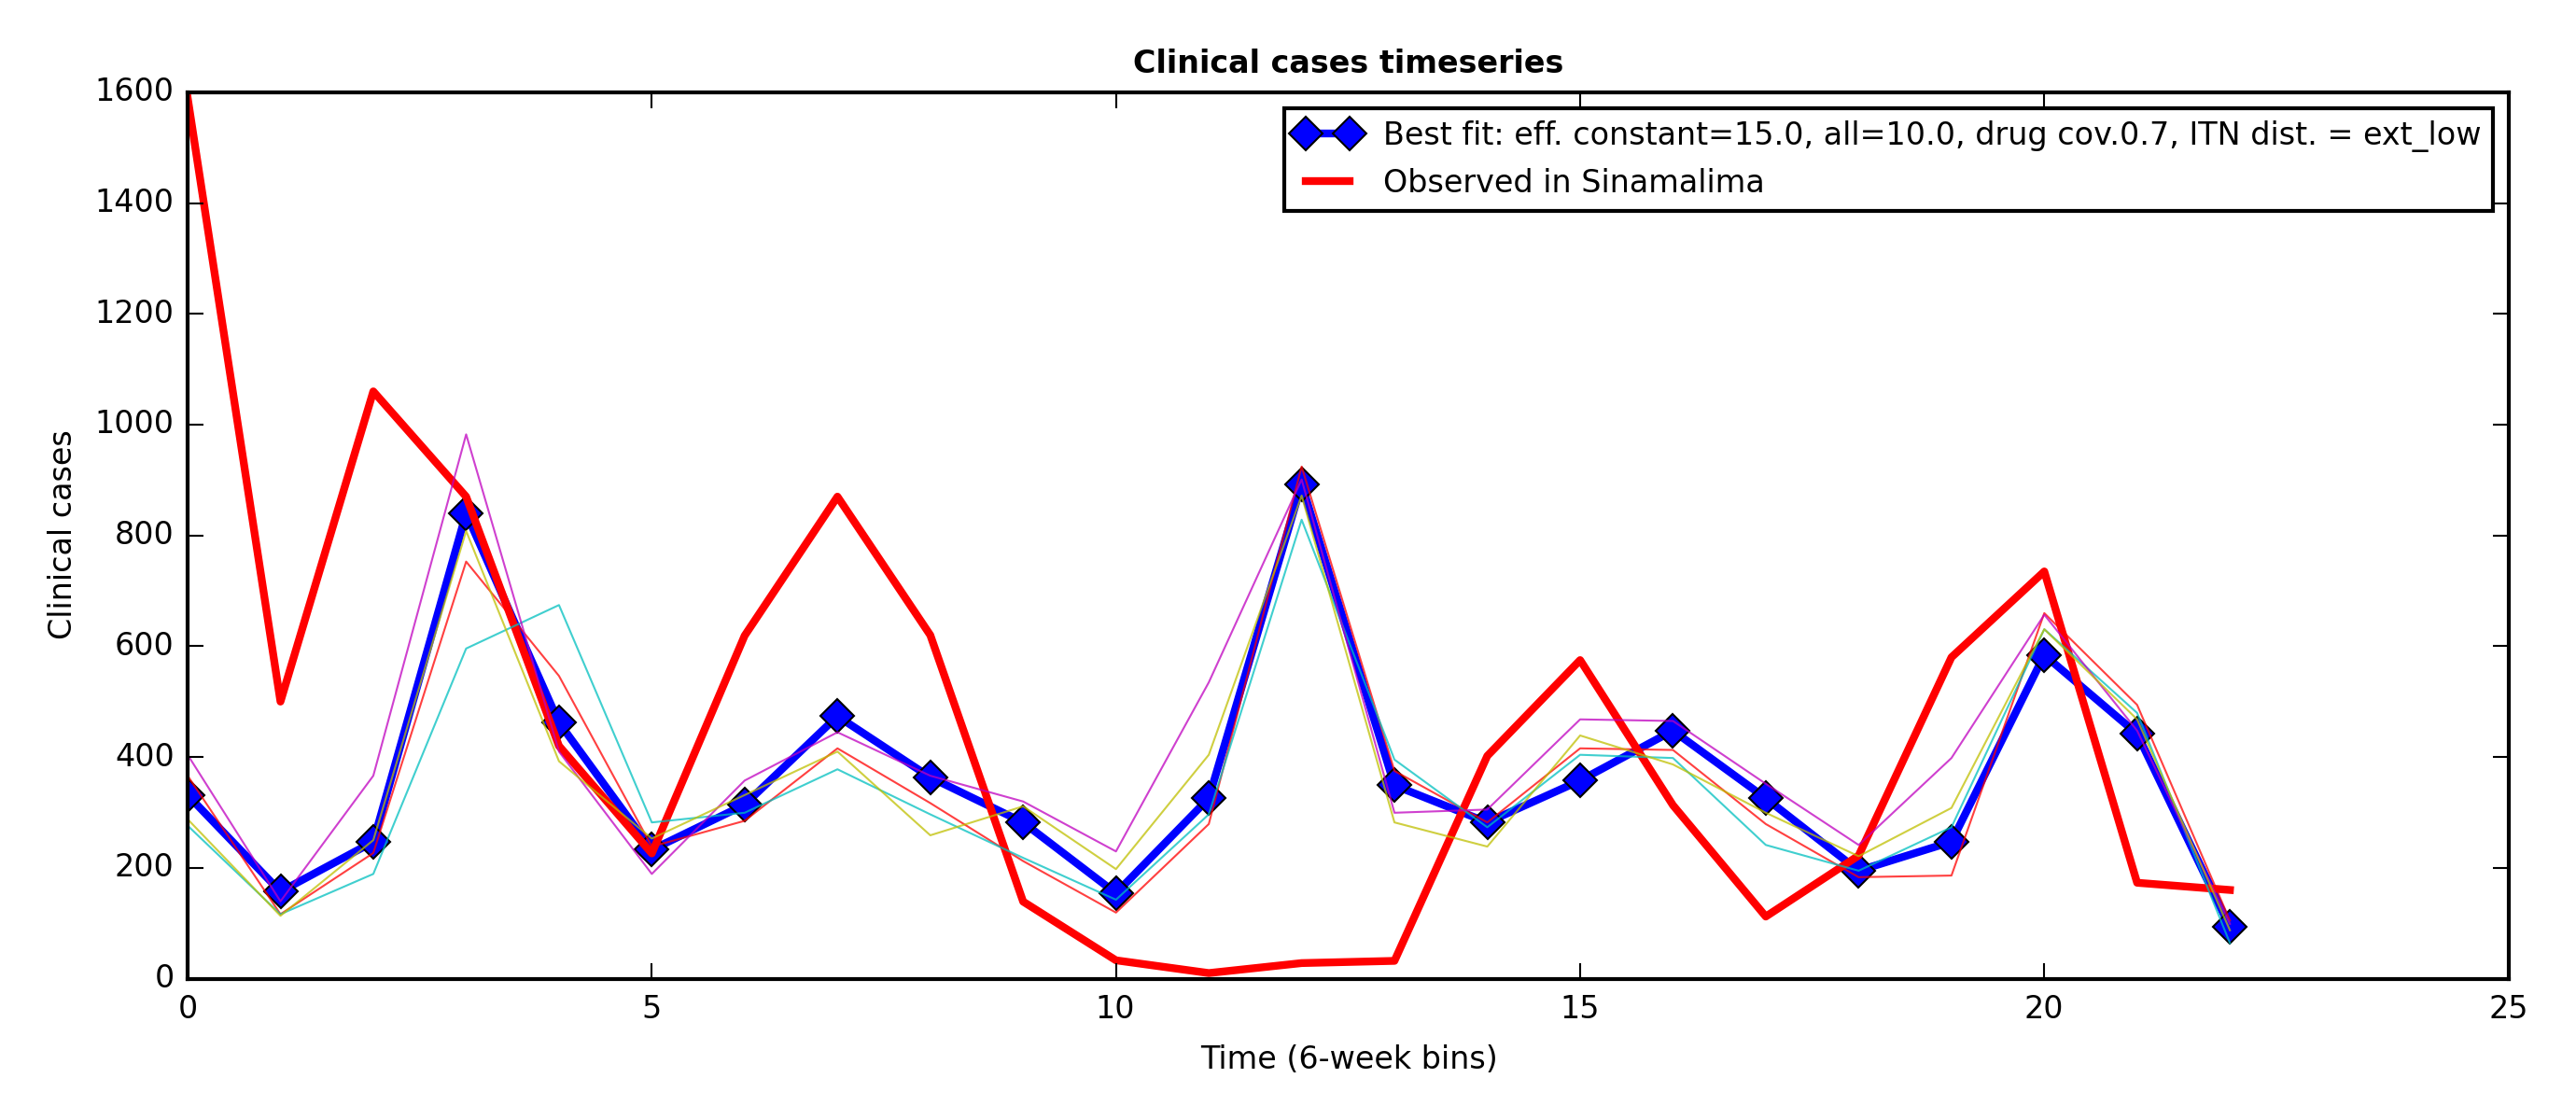 Clinical cases timeseries
Best fit: eff. constant=15.0, all=10.0, drug cov.0.7, ITN dist. = ext_low
Observed in Sinamalima
1600
1400
1200
1000
800
600
400
200
0
Clinical cases
0 5 10 15 20 25
Time (6-week bins)